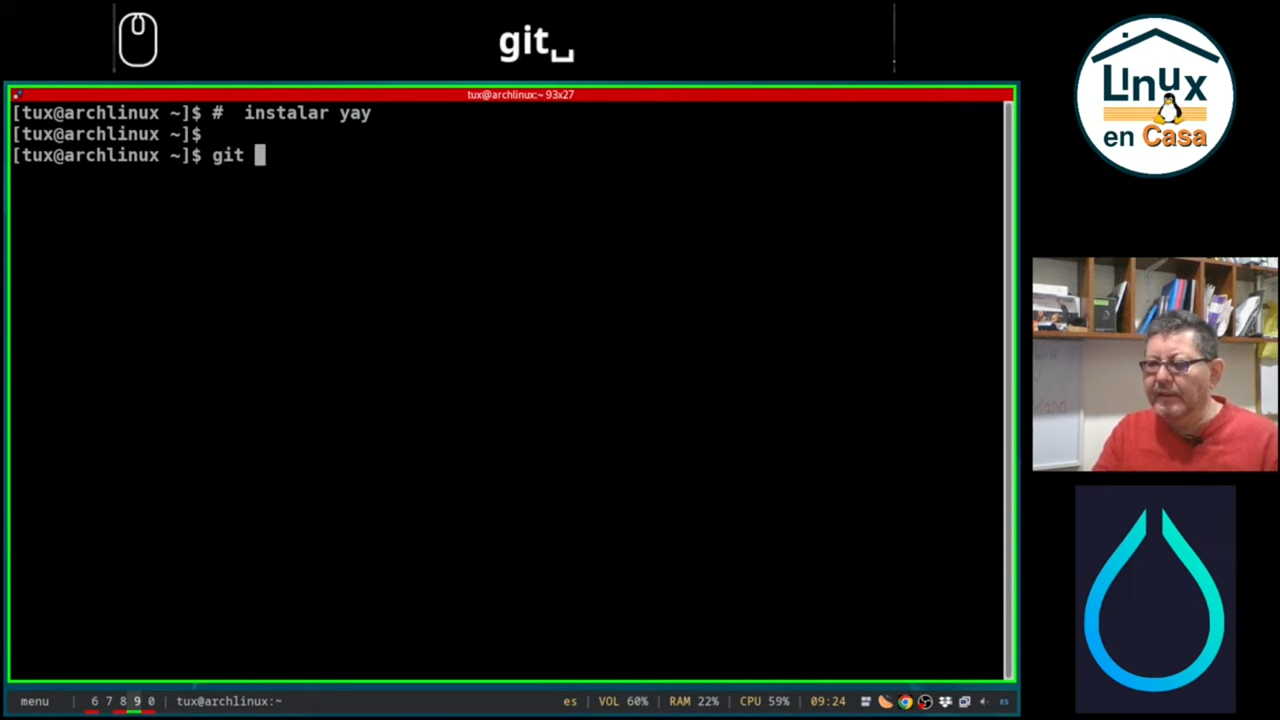 git␣
Linux
en Casa
tux@archlinux:~ 93x27
[tux@archlinux ~]$ #  instalar yay
[tux@archlinux ~]$
[tux@archlinux ~]$ git
menu | 6 7 8 9 0 | tux@archlinux:~
es | VOL 60% | RAM 22% | CPU 59% | 09:24
ES